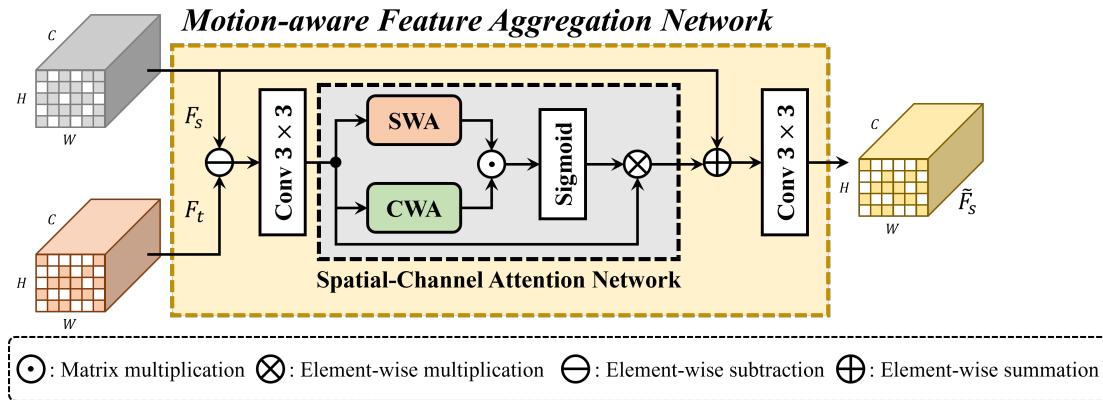 Motion-aware Feature Aggregation Network
C
H
W
F_s
Conv 3 × 3
SWA
CWA
Sigmoid
Conv 3 × 3
C
H
W
F̃_s
F_t
C
H
W
Spatial-Channel Attention Network
: Matrix multiplication
: Element-wise multiplication
: Element-wise subtraction
: Element-wise summation